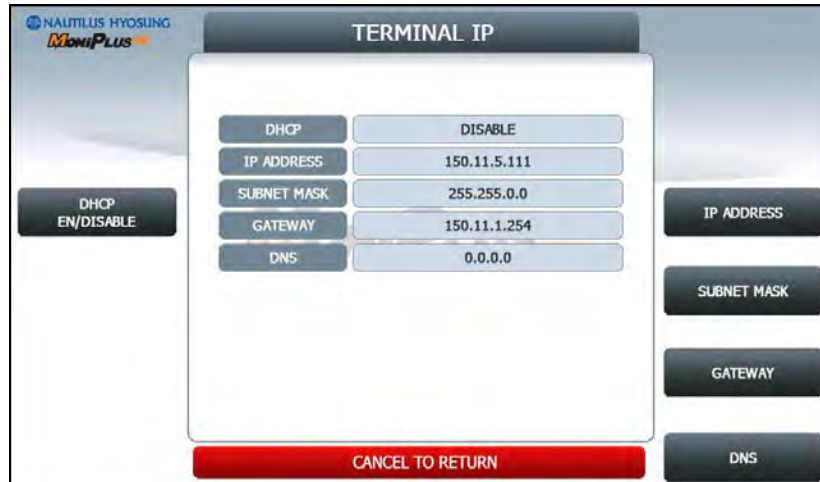 NAUTILUS HYOSUNG
MoniPlus
TERMINAL IP
DHCP DISABLE
IP ADDRESS 150.11.5.111
SUBNET MASK 255.255.0.0
GATEWAY 150.11.1.254
DNS 0.0.0.0
DHCP
EN/DISABLE
IP ADDRESS
SUBNET MASK
GATEWAY
DNS
CANCEL TO RETURN